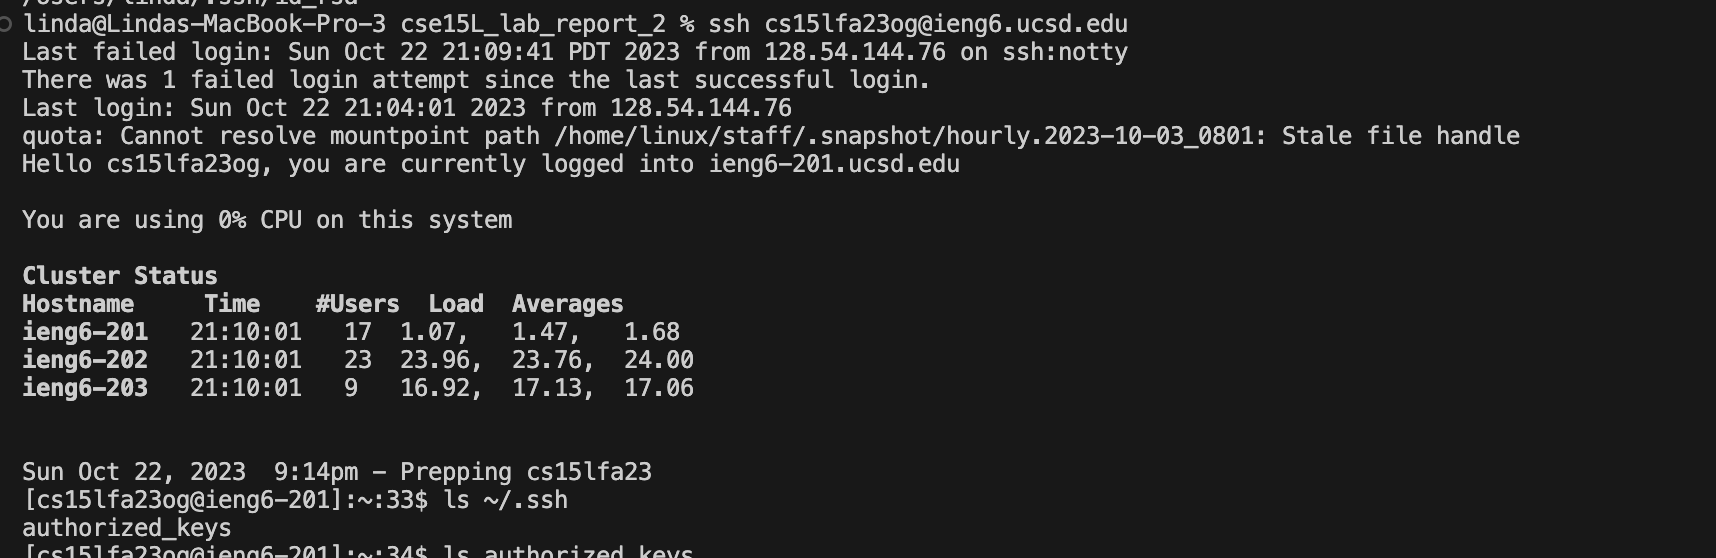 /Users/linda/.ssh/id_rsa
linda@Lindas-MacBook-Pro-3 cse15L_lab_report_2 % ssh cs15lfa23og@ieng6.ucsd.edu
Last failed login: Sun Oct 22 21:09:41 PDT 2023 from 128.54.144.76 on ssh:notty
There was 1 failed login attempt since the last successful login.
Last login: Sun Oct 22 21:04:01 2023 from 128.54.144.76
quota: Cannot resolve mountpoint path /home/linux/staff/.snapshot/hourly.2023-10-03_0801: Stale file handle
Hello cs15lfa23og, you are currently logged into ieng6-201.ucsd.edu
You are using 0% CPU on this system
Cluster Status
Hostname     Time    #Users  Load  Averages
ieng6-201   21:10:01   17  1.07,   1.47,   1.68
ieng6-202   21:10:01   23  23.96,  23.76,  24.00
ieng6-203   21:10:01   9   16.92,  17.13,  17.06
Sun Oct 22, 2023  9:14pm - Prepping cs15lfa23
[cs15lfa23og@ieng6-201]:~:33$ ls ~/.ssh
authorized_keys
[cs15lfa23og@ieng6-201]:~:34$ ls authorized_keys